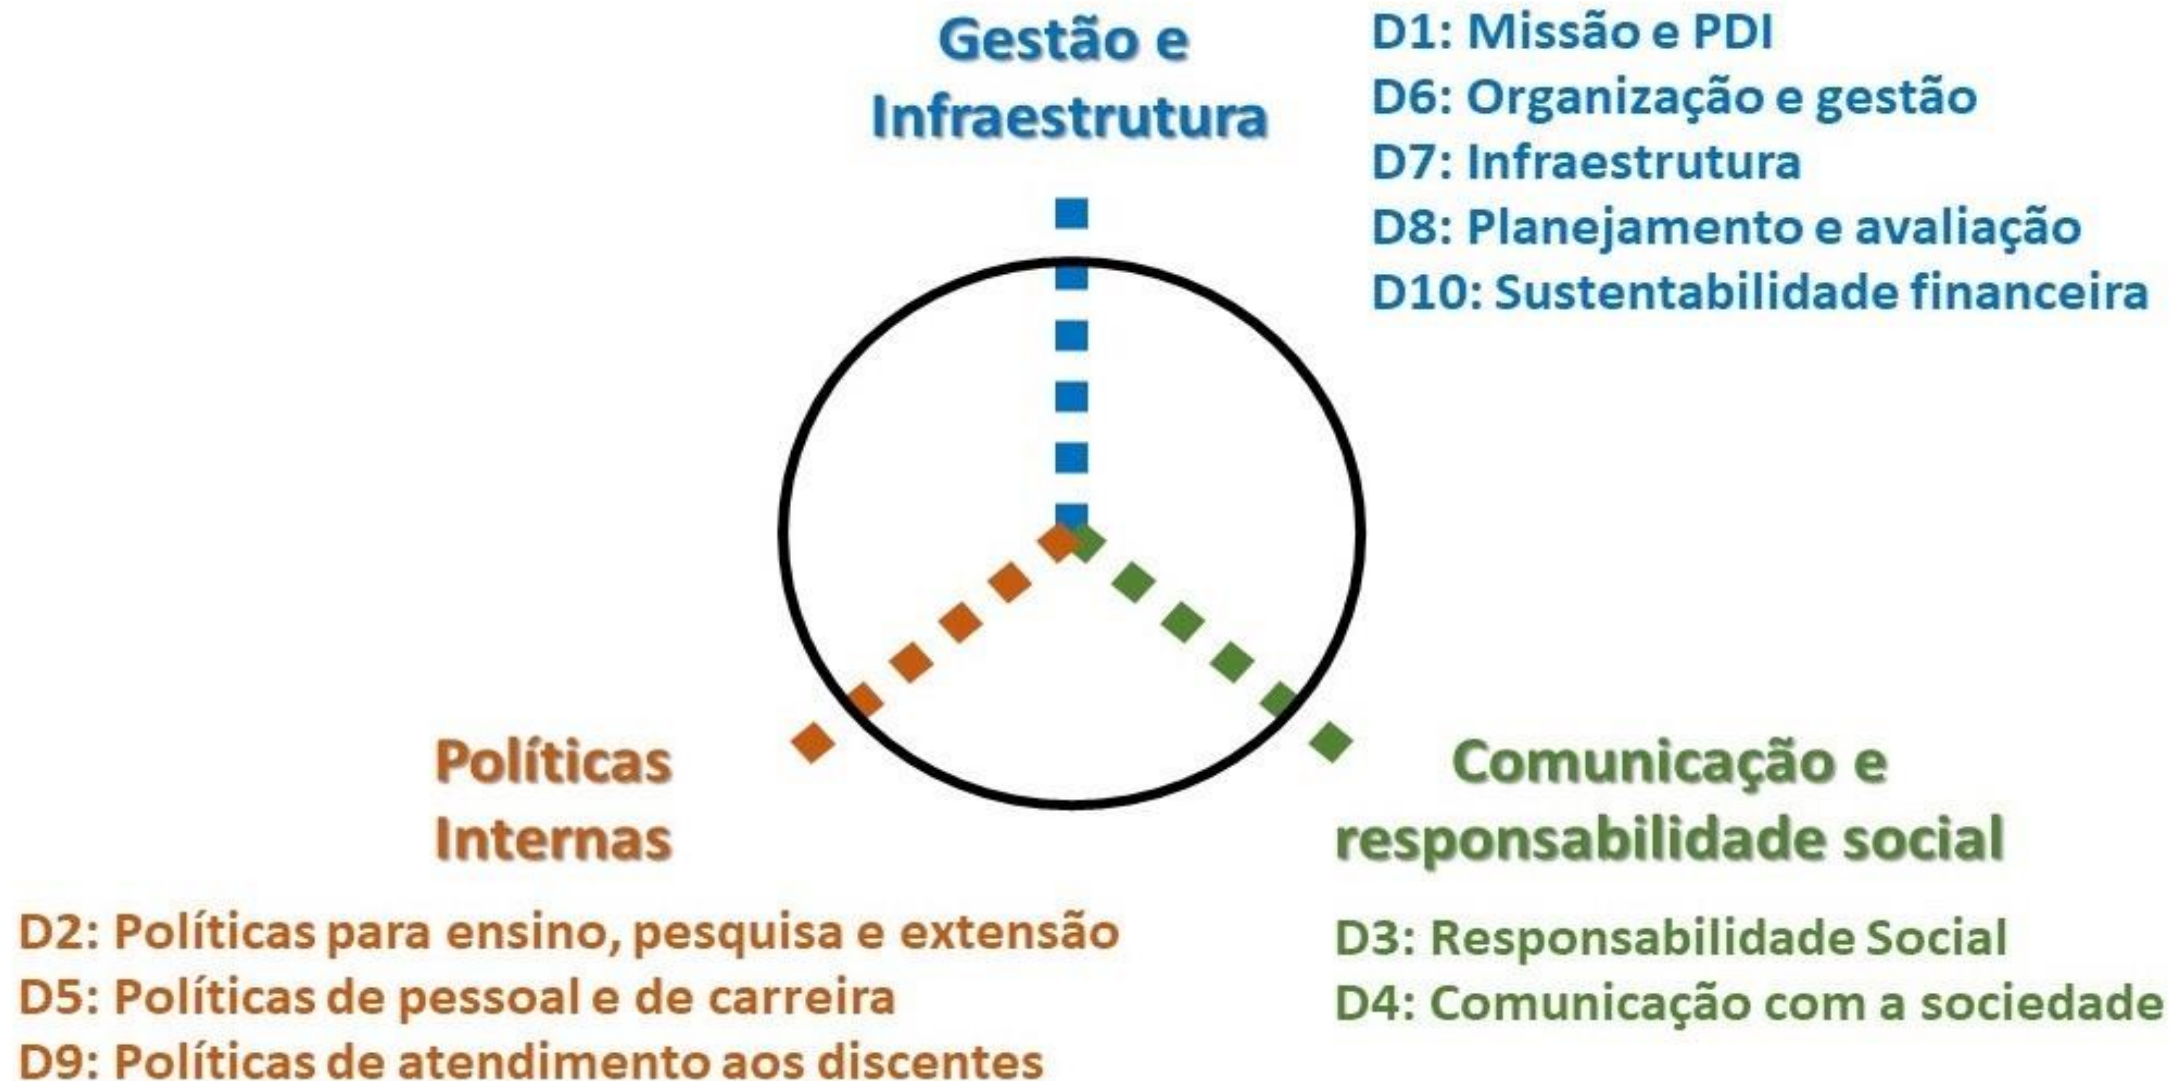 Gestão e
Infraestrutura
D1: Missão e PDI
D6: Organização e gestão
D7: Infraestrutura
D8: Planejamento e avaliação
D10: Sustentabilidade financeira
Políticas
Internas
D2: Políticas para ensino, pesquisa e extensão
D5: Políticas de pessoal e de carreira
D9: Políticas de atendimento aos discentes
Comunicação e
responsabilidade social
D3: Responsabilidade Social
D4: Comunicação com a sociedade